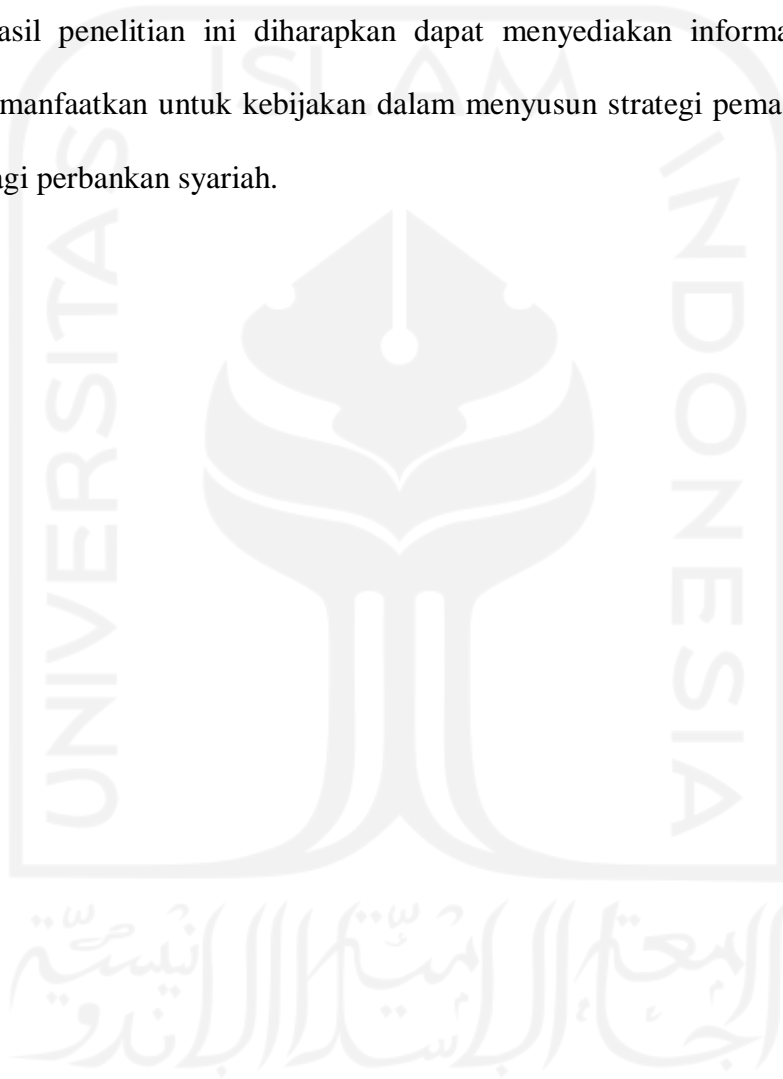 asil penelitian ini diharapkan dapat menyediakan informa
manfaatkan untuk kebijakan dalam menyusun strategi pema
agi perbankan syariah.
ISLAM
UNIVERSITAS
INDONESIA